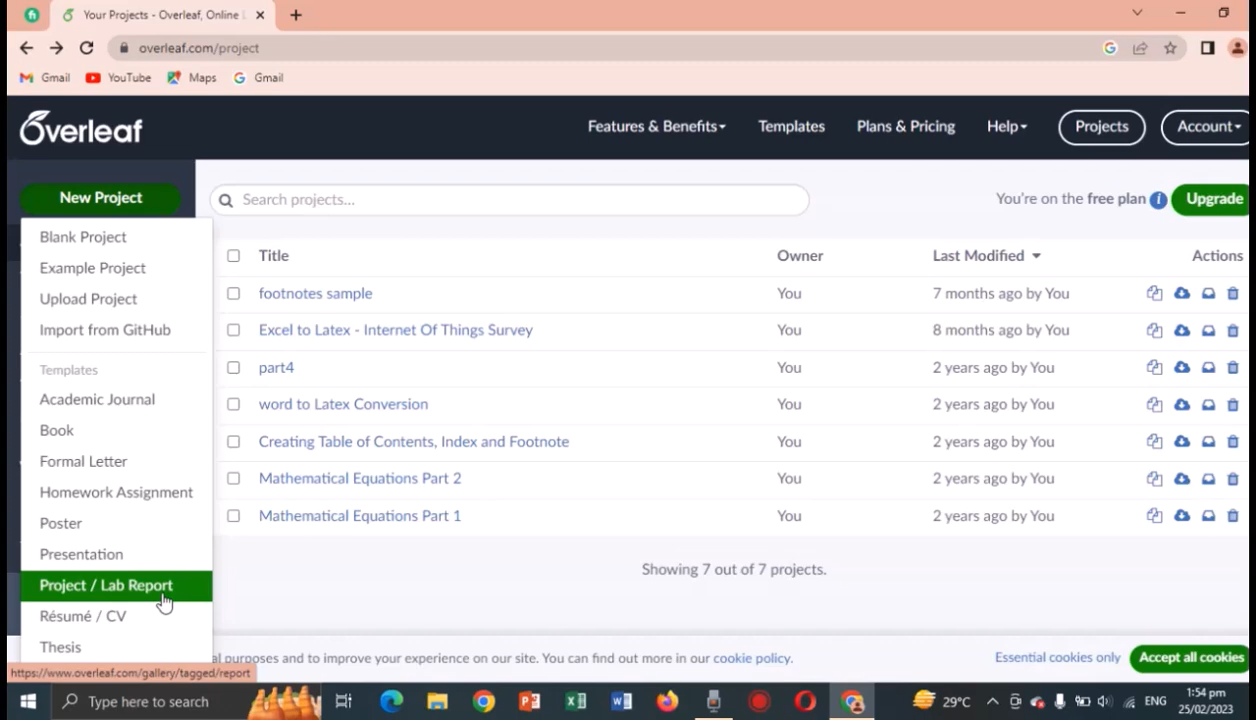 Your Projects - Overleaf, Online L
overleaf.com/project
Gmail YouTube Maps Gmail
Overleaf
Features & Benefits Templates Plans & Pricing Help Projects Account
New Project
Search projects...
You're on the free plan i Upgrade
Blank Project
Example Project
Upload Project
Import from GitHub
Templates
Academic Journal
Book
Formal Letter
Homework Assignment
Poster
Presentation
Project / Lab Report
Résumé / CV
Thesis
Title Owner Last Modified Actions
footnotes sample You 7 months ago by You
Excel to Latex - Internet Of Things Survey You 8 months ago by You
part4 You 2 years ago by You
word to Latex Conversion You 2 years ago by You
Creating Table of Contents, Index and Footnote You 2 years ago by You
Mathematical Equations Part 2 You 2 years ago by You
Mathematical Equations Part 1 You 2 years ago by You
Showing 7 out of 7 projects.
al purposes and to improve your experience on our site. You can find out more in our cookie policy. Essential cookies only Accept all cookies
https://www.overleaf.com/gallery/tagged/report
Type here to search
29°C ENG 1:54 pm
25/02/2023